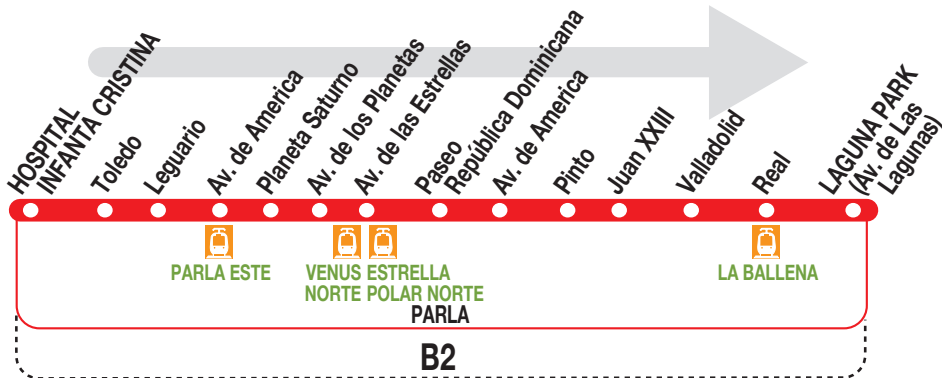 HOSPITAL
INFANTA CRISTINA
Toledo
Leguario
Av. de America
Planeta Saturno
Av. de los Planetas
Av. de las Estrellas
Paseo
República Dominicana
Av. de America
Pinto
Juan XXIII
Valladolid
Real
LAGUNA PARK
(Av. de Las
Lagunas)
PARLA ESTE
VENUS
NORTE
ESTRELLA
POLAR NORTE
LA BALLENA
PARLA
B2